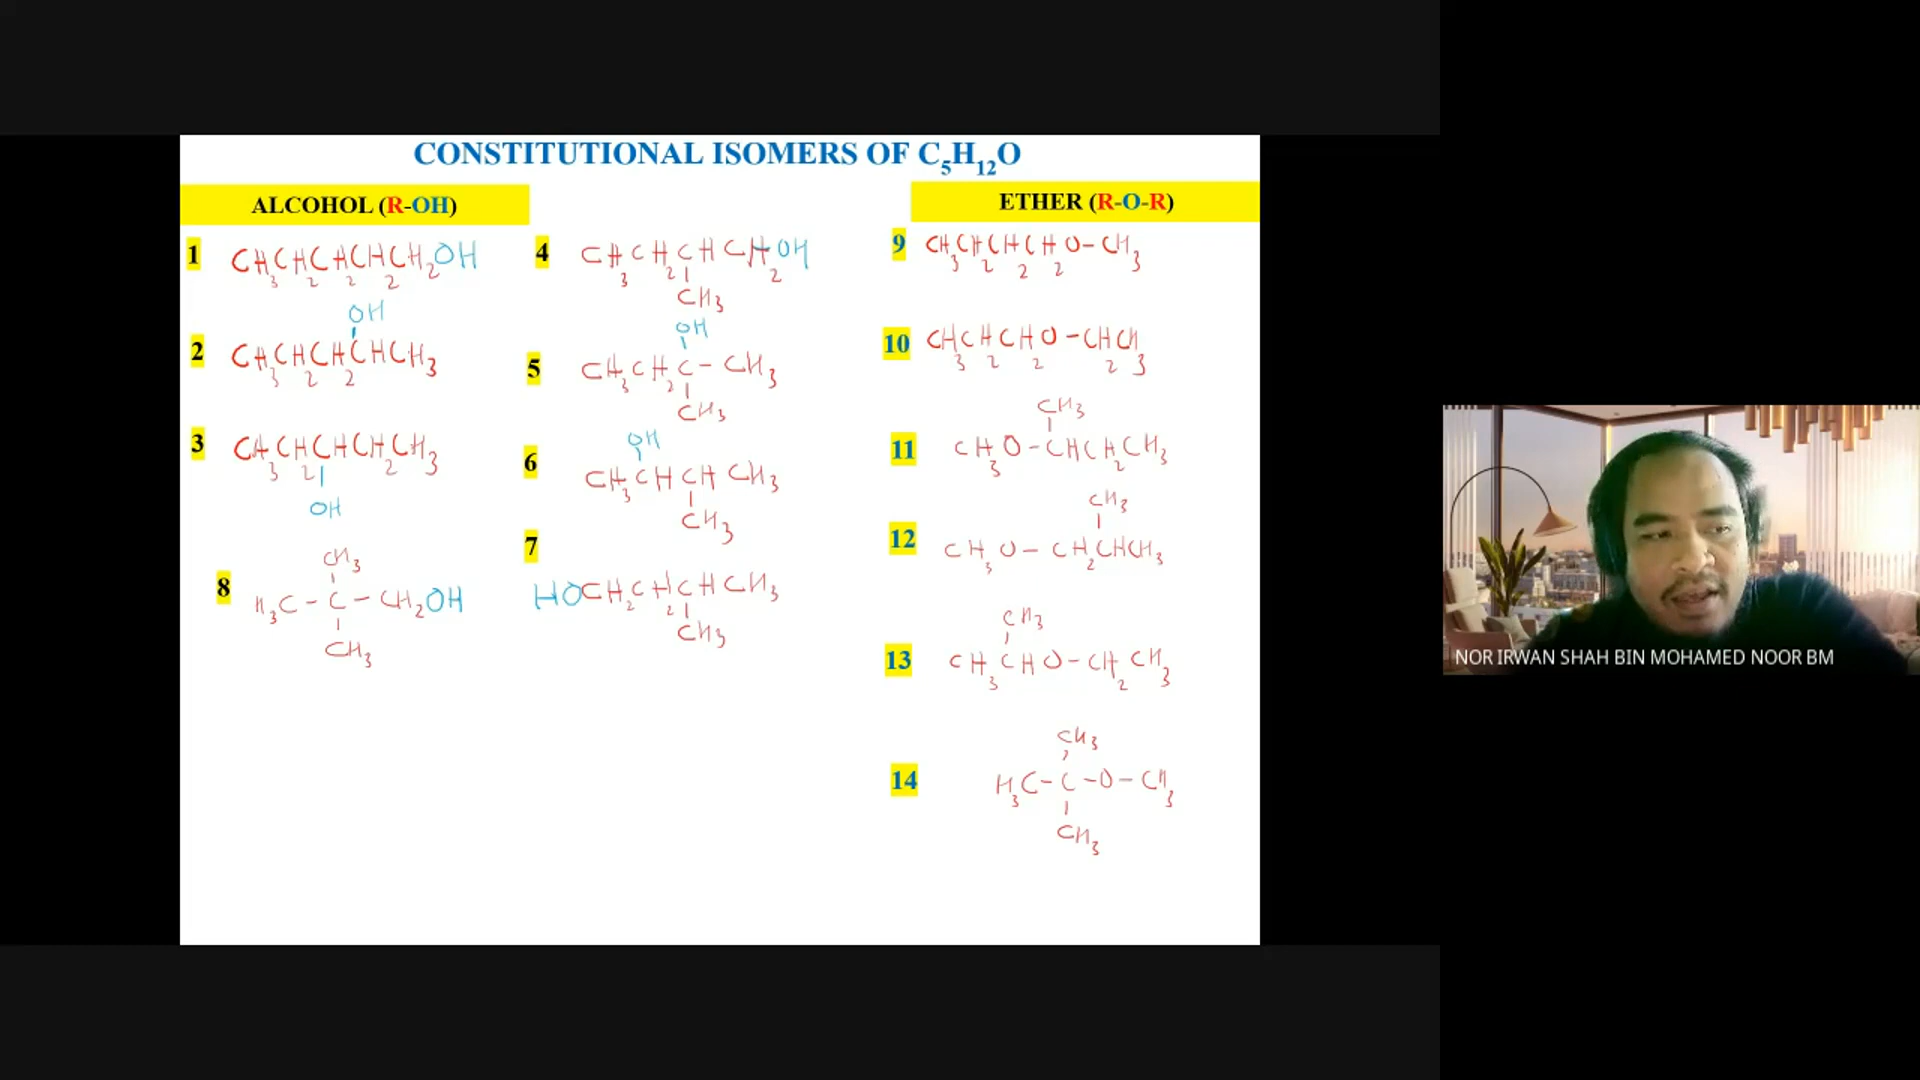 CONSTITUTIONAL ISOMERS OF C5H12O
ALCOHOL (R-OH)
1 CH3CH2CH2CH2CH2OH
OH
2 CH3CH2CH2CHCH3
3 CH3CH2CHCH2CH3
OH
CH3
8 H3C - C - CH2OH
CH3
4 CH3CH2CHCH2OH
CH3
OH
5 CH3CH2C - CH3
CH3
OH
6 CH3CHCHCH3
CH3
7
HOCH2CH2CHCH3
CH3
ETHER (R-O-R)
9 CH3CH2CH2CH2O-CH3
10 CH3CH2CH2O-CH2CH3
CH3
11 CH3O-CHCH2CH3
CH3
12 CH3O-CH2CHCH3
CH3
13 CH3CHO-CH2CH3
CH3
14 H3C-C-O-CH3
CH3
NOR IRWAN SHAH BIN MOHAMED NOOR BM